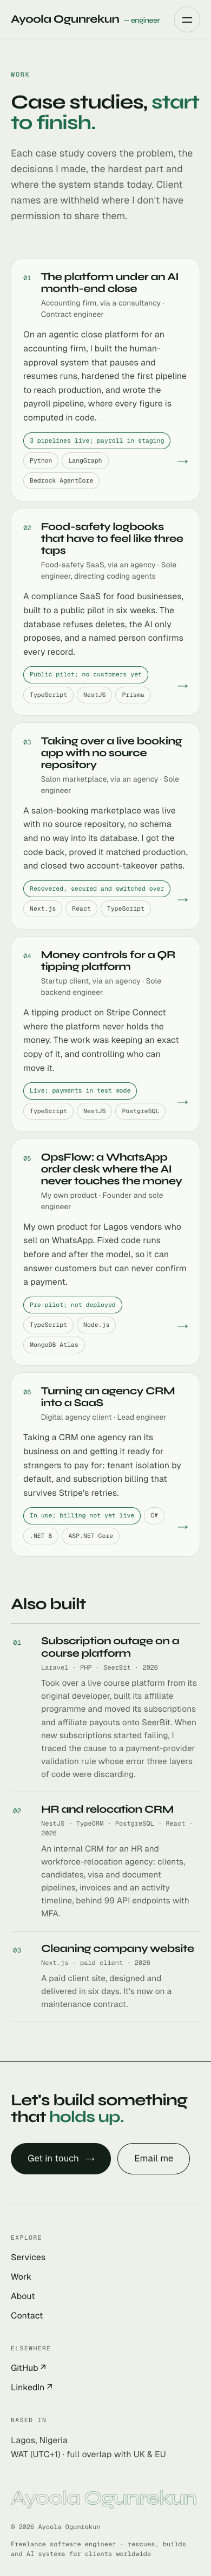 Ayoola Ogunrekun — engineer
WORK
Case studies, start
to finish.
Each case study covers the problem, the
decisions I made, the hardest part and
where the system stands today. Client
names are withheld where I don't have
permission to share them.
01 The platform under an AI
month-end close
Accounting firm, via a consultancy ·
Contract engineer
On an agentic close platform for an
accounting firm, I built the human-
approval system that pauses and
resumes runs, hardened the first pipeline
to reach production, and wrote the
payroll pipeline, where every figure is
computed in code.
3 pipelines live; payroll in staging
Python LangGraph →
Bedrock AgentCore
02 Food-safety logbooks
that have to feel like three
taps
Food-safety SaaS, via an agency · Sole
engineer, directing coding agents
A compliance SaaS for food businesses,
built to a public pilot in six weeks. The
database refuses deletes, the AI only
proposes, and a named person confirms
every record.
Public pilot; no customers yet →
TypeScript NestJS Prisma
03 Taking over a live booking
app with no source
repository
Salon marketplace, via an agency · Sole
engineer
A salon-booking marketplace was live
with no source repository, no schema
and no way into its database. I got the
code back, proved it matched production,
and closed two account-takeover paths.
Recovered, secured and switched over →
Next.js React TypeScript
04 Money controls for a QR
tipping platform
Startup client, via an agency · Sole
backend engineer
A tipping product on Stripe Connect
where the platform never holds the
money. The work was keeping an exact
copy of it, and controlling who can
move it.
Live; payments in test mode →
TypeScript NestJS PostgreSQL
05 OpsFlow: a WhatsApp
order desk where the AI
never touches the money
My own product · Founder and sole
engineer
My own product for Lagos vendors who
sell on WhatsApp. Fixed code runs
before and after the model, so it can
answer customers but can never confirm
a payment.
Pre-pilot; not deployed
TypeScript Node.js →
MongoDB Atlas
06 Turning an agency CRM
into a SaaS
Digital agency client · Lead engineer
Taking a CRM one agency ran its
business on and getting it ready for
strangers to pay for: tenant isolation by
default, and subscription billing that
survives Stripe's retries.
In use; billing not yet live C# →
.NET 8 ASP.NET Core
Also built
01 Subscription outage on a
course platform
Laravel · PHP · SeerBit · 2026
Took over a live course platform from its
original developer, built its affiliate
programme and moved its subscriptions
and affiliate payouts onto SeerBit. When
new subscriptions started failing, I
traced the cause to a payment-provider
validation rule whose error three layers
of code were discarding.
02 HR and relocation CRM
NestJS · TypeORM · PostgreSQL · React ·
2026
An internal CRM for an HR and
workforce-relocation agency: clients,
candidates, visa and document
pipelines, invoices and an activity
timeline, behind 99 API endpoints with
MFA.
03 Cleaning company website
Next.js · paid client · 2026
A paid client site, designed and
delivered in six days. It's now on a
maintenance contract.
Let's build something
that holds up.
Get in touch → Email me
EXPLORE
Services
Work
About
Contact
ELSEWHERE
GitHub ↗
LinkedIn ↗
BASED IN
Lagos, Nigeria
WAT (UTC+1) · full overlap with UK & EU
Ayoola Ogunrekun
© 2026 Ayoola Ogunrekun
Freelance software engineer · rescues, builds
and AI systems for clients worldwide